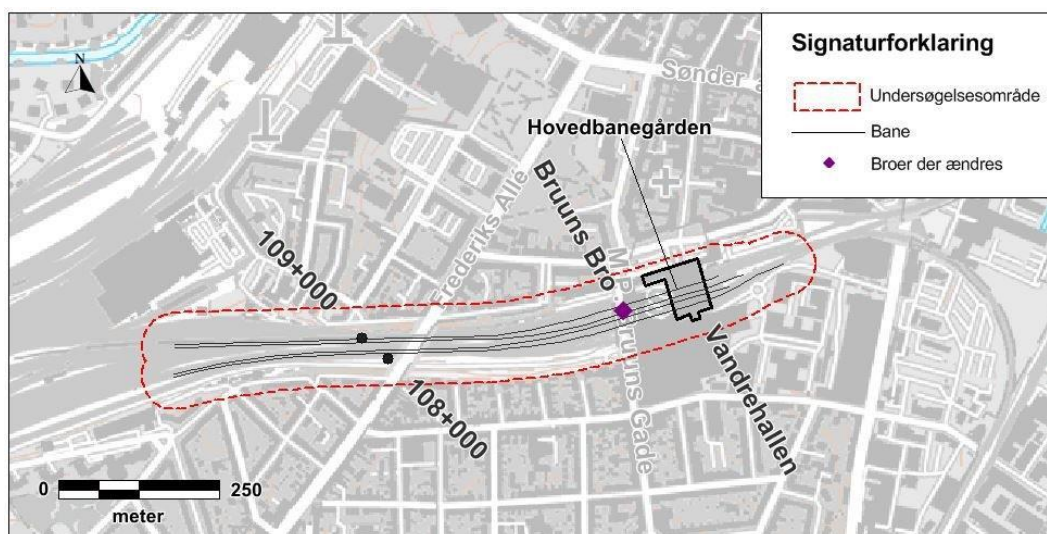 Signaturforklaring
Undersøgelsesområde
Bane
Broer der ændres
N
Sønder
Hovedbanegården
Bruuns Bro
Frederiks Allé
M. P. Bruuns Gade
109+000
108+000
Vandrehallen
0 250
meter